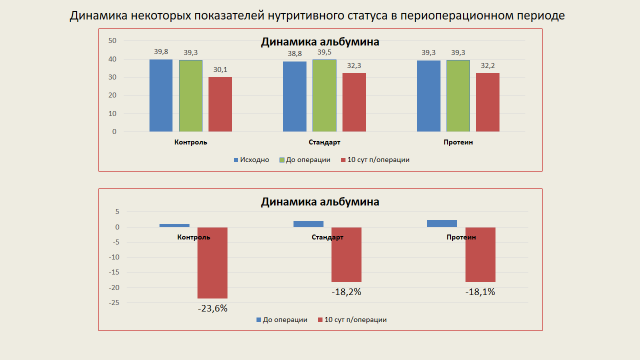 Динамика некоторых показателей нутритивного статуса в периоперационном периоде
Динамика альбумина
50
40
30
20
10
0
39,8 39,3 30,1 38,8 39,5 32,3 39,3 39,3 32,2
Контроль Стандарт Протеин
Исходно До операции 10 сут п/операции
Динамика альбумина
5
0
-5
-10
-15
-20
-25
Контроль Стандарт Протеин
-23,6% -18,2% -18,1%
До операции 10 сут п/операции